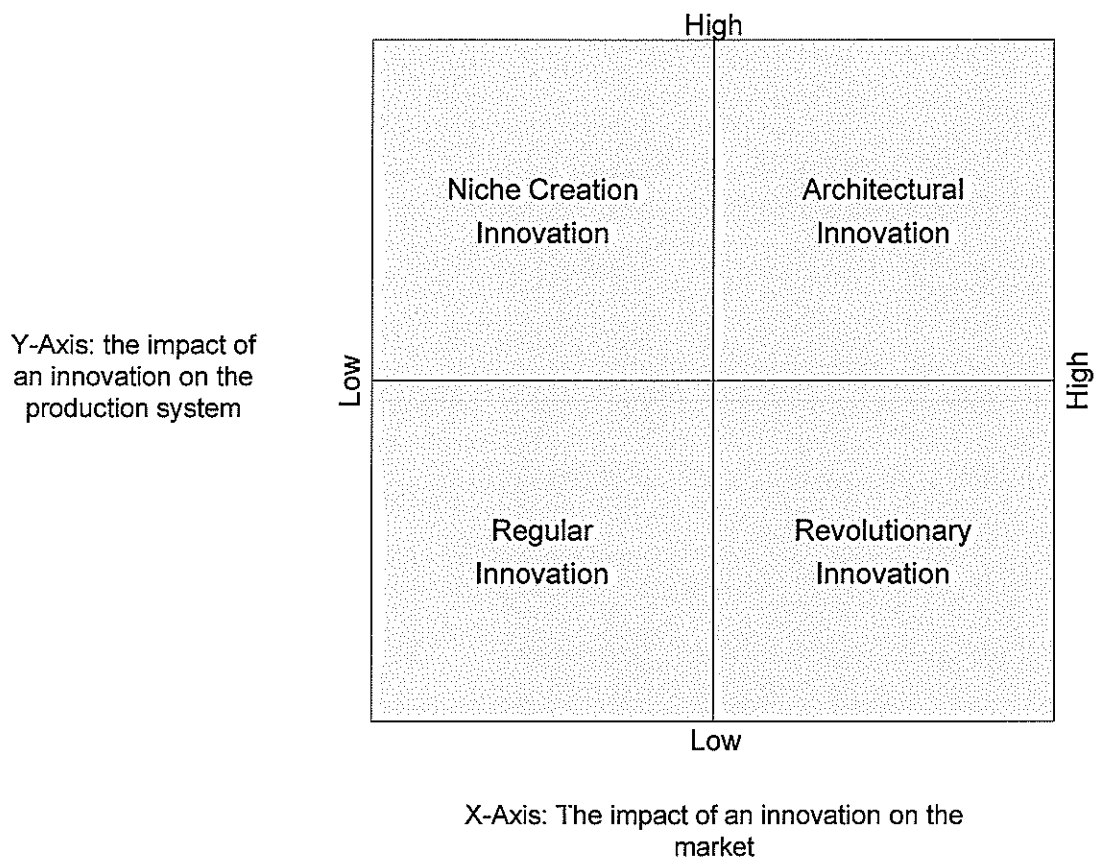 High
Niche Creation
Innovation
Architectural
Innovation
Y-Axis: the impact of
an innovation on the
production system
Low
High
Regular
Innovation
Revolutionary
Innovation
Low
X-Axis: The impact of an innovation on the
market